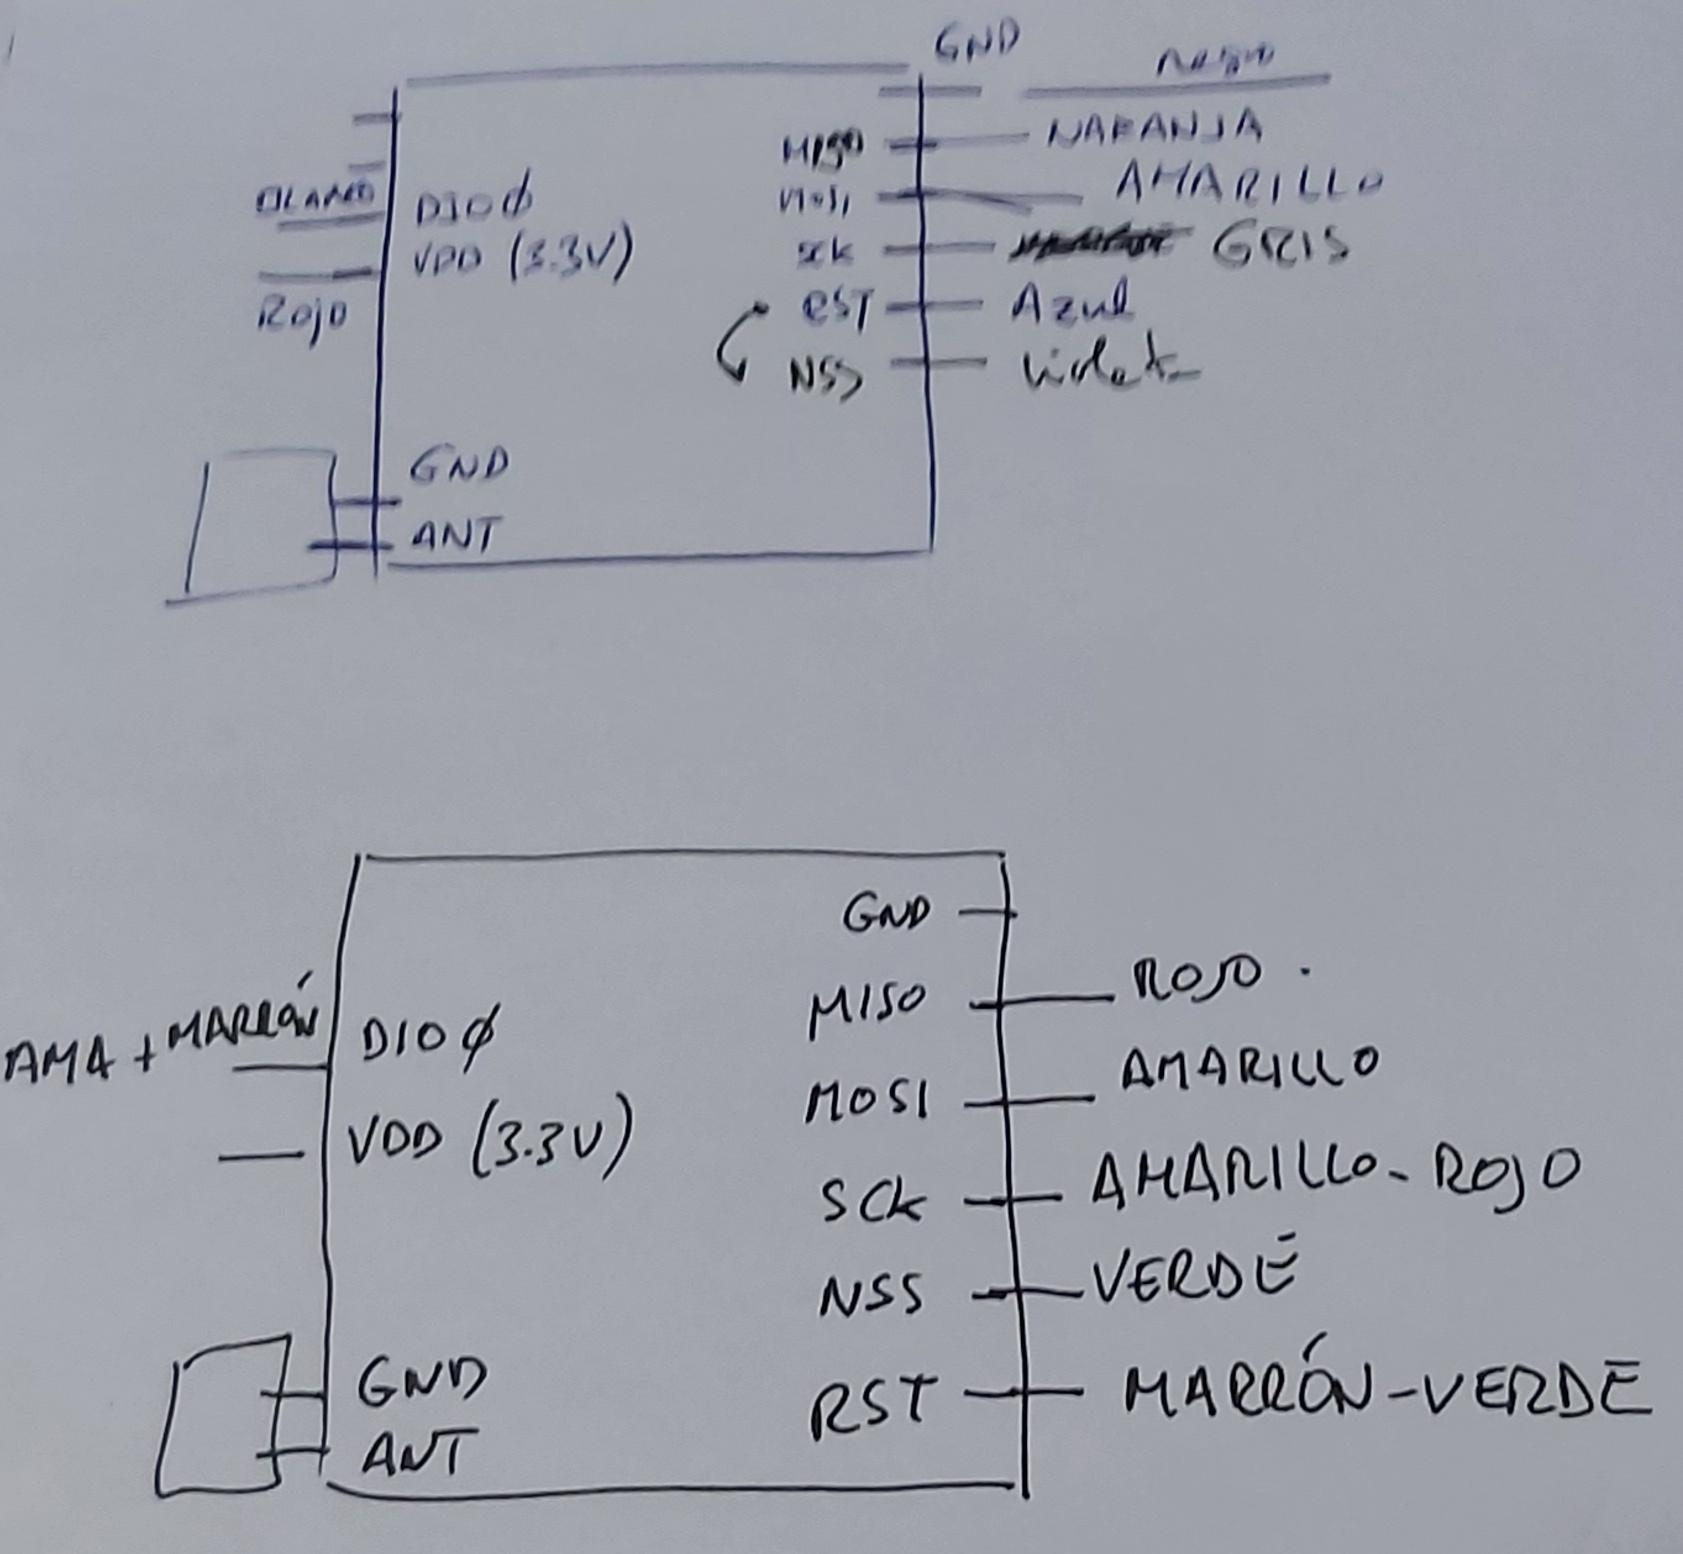 GND
NEGRO
MISO NARANJA
MOSI AMARILLO
BLANCO DIOØ
SCK GRIS
VDD (3.3V)
ROJO
RST Azul
NSS Violeta
GND
ANT
GND
MISO ROJO.
AMA + MARRÓN DIOØ
MOSI AMARILLO
VDD (3.3V)
SCK AMARILLO-ROJO
NSS VERDE
GND
RST MARRÓN-VERDE
ANT